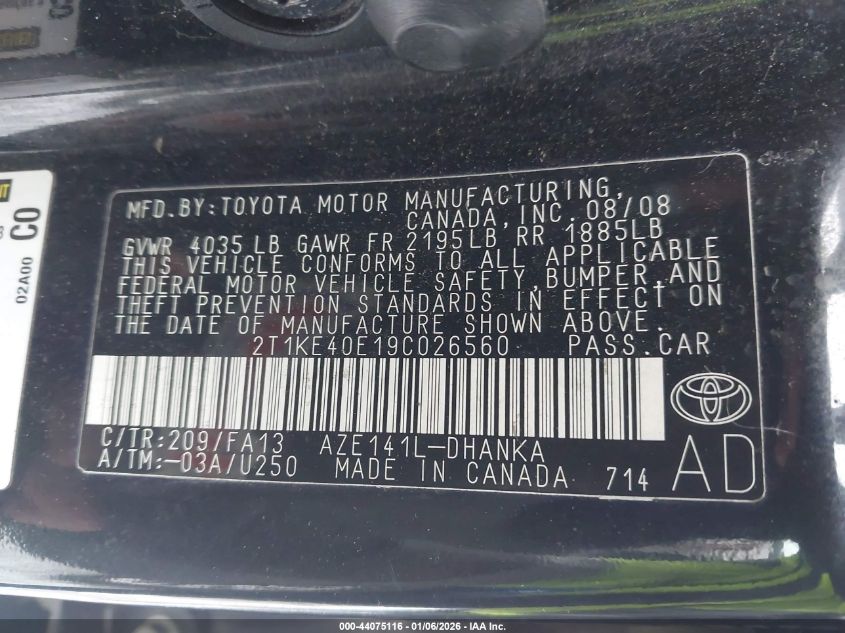 MFD.BY:TOYOTA MOTOR MANUFACTURING,
CANADA,INC. 08/08
GVWR 4035 LB GAWR FR 2195LB RR 1885LB
THIS VEHICLE CONFORMS TO ALL APPLICABLE
FEDERAL MOTOR VEHICLE SAFETY,BUMPER,AND
THEFT PREVENTION STANDARDS IN EFFECT ON
THE DATE OF MANUFACTURE SHOWN ABOVE.
2T1KE40E19C026560 PASS.CAR
C/TR:209/FA13 AZE141L-DHANKA
A/TM:-03A/U250 MADE IN CANADA 714
AD
02A00
CO
000-44075116 - 01/06/2026 - IAA Inc.